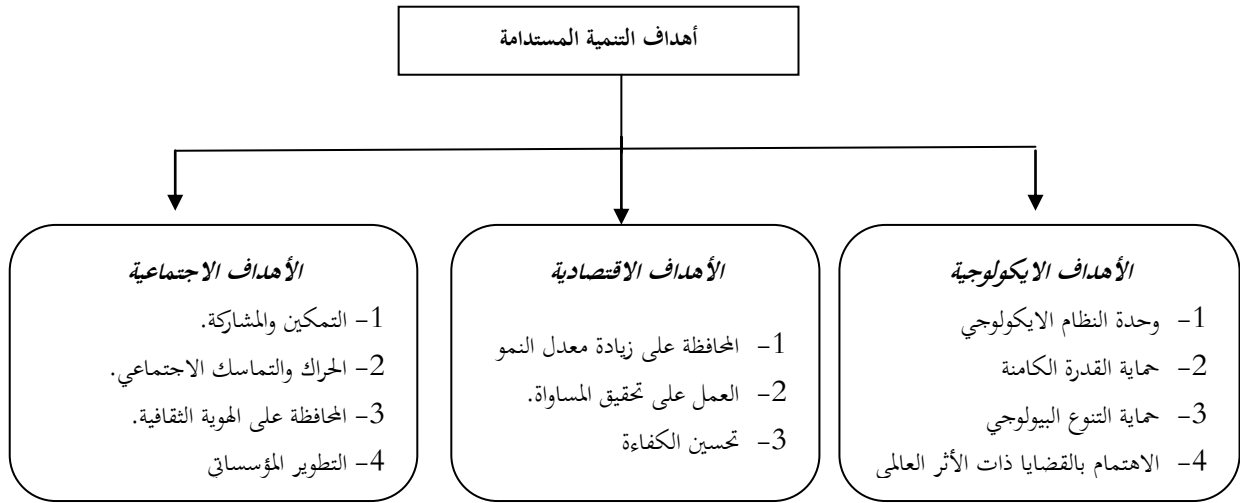 أهداف التنمية المستدامة
الأهداف الايكولوجية
1- وحدة النظام الايكولوجي
2- حماية القدرة الكامنة
3- حماية التنوع البيولوجي
4- الاهتمام بالقضايا ذات الأثر العالمى
الأهداف الاقتصادية
1- المحافظة على زيادة معدل النمو
2- العمل على تحقيق المساواة.
3- تحسين الكفاءة
الأهداف الاجتماعية
1- التمكين والمشاركة.
2- الحراك والتماسك الاجتماعي.
3- المحافظة على الهوية الثقافية.
4- التطوير المؤسساتي